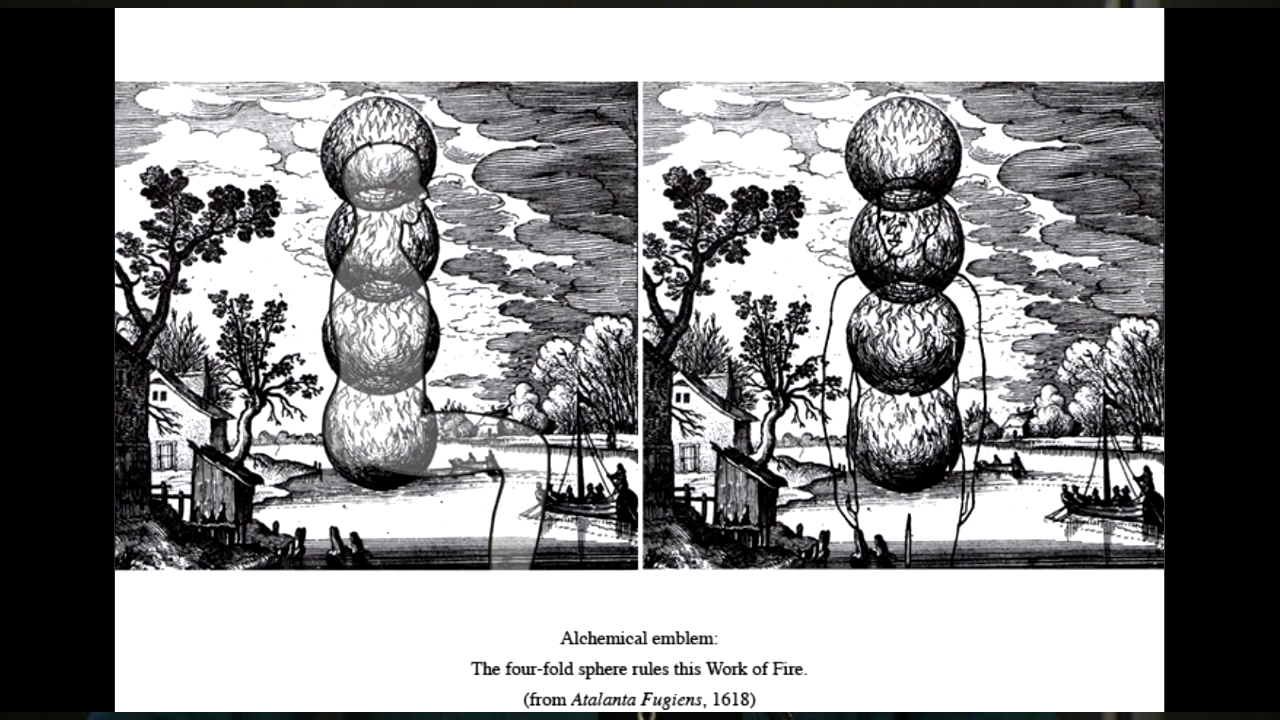 Alchemical emblem:
The four-fold sphere rules this Work of Fire.
(from Atalanta Fugiens, 1618)